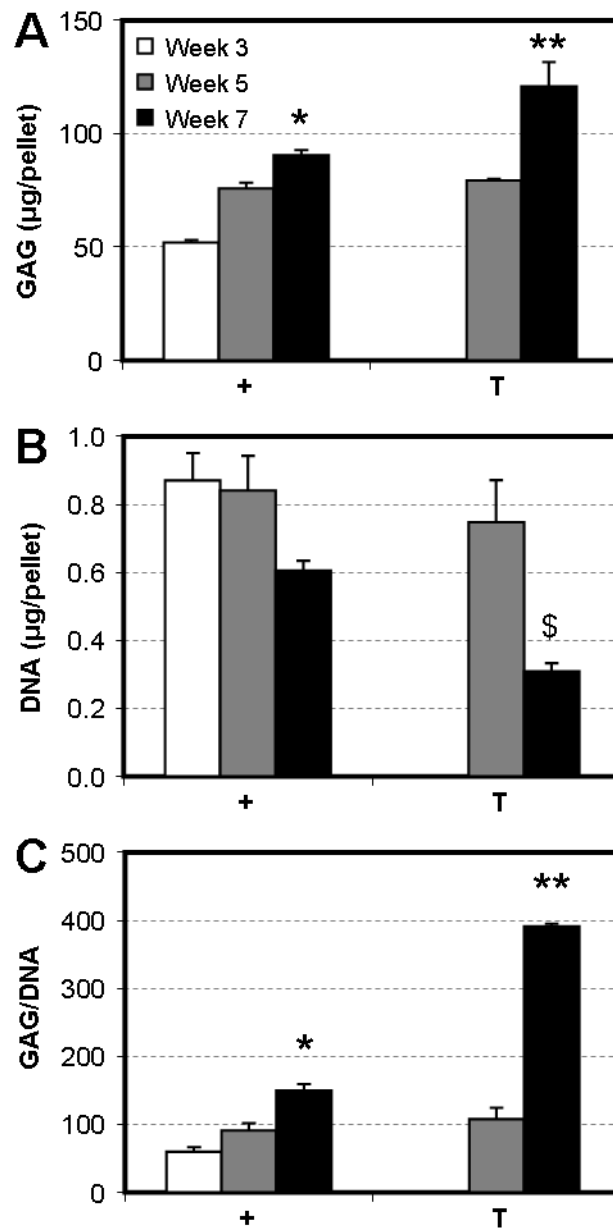 A
GAG (µg/pellet)
150
100
50
0
Week 3
Week 5
Week 7
*
**
+
T
B
DNA (µg/pellet)
1.0
0.8
0.6
0.4
0.2
0.0
$
+
T
C
GAG/DNA
500
400
300
200
100
0
*
**
+
T